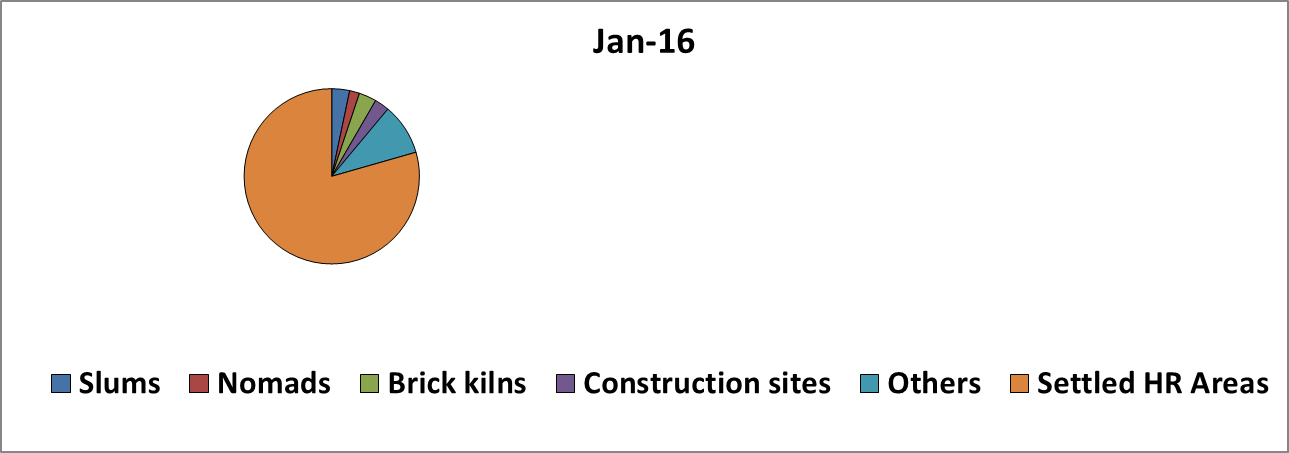 Jan-16
Slums Nomads Brick kilns Construction sites Others Settled HR Areas